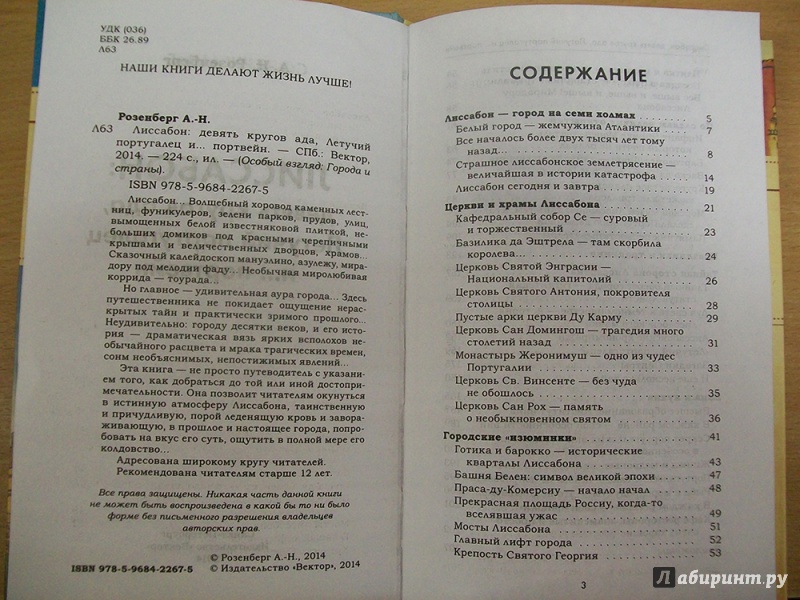 УДК (036)
ББК 26.89
Л63
НАШИ КНИГИ ДЕЛАЮТ ЖИЗНЬ ЛУЧШЕ!
Розенберг А.-Н.
Л63 Лиссабон: девять кругов ада, Летучий
португалец и... портвейн. — СПб.: Вектор,
2014. — 224 с., ил. — (Особый взгляд: Города и
страны).
ISBN 978-5-9684-2267-5
Лиссабон... Волшебный хоровод каменных лест-
ниц, фуникулеров, зелени парков, прудов, улиц,
вымощенных белой известняковой плиткой, не-
больших домиков под красными черепичными
крышами и величественных дворцов, храмов...
Сказочный калейдоскоп мануэлино, азулежу, мира-
дору под мелодии фаду... Необычная миролюбивая
коррида — тоурада...
Но главное — удивительная аура города... Здесь
путешественника не покидает ощущение нерас-
крытых тайн и практически зримого прошлого...
Неудивительно: городу десятки веков, и его исто-
рия — драматическая вязь ярких всполохов не-
обычайного расцвета и мрака трагических времен,
сонм необъяснимых, непостижимых явлений...
Эта книга — не просто путеводитель с указани-
ем того, как добраться до той или иной достопри-
мечательности. Она позволит читателям окунуться
в истинную атмосферу Лиссабона, таинственную
и причудливую, порой леденящую кровь и завора-
живающую, в прошлое и настоящее города, попро-
бовать на вкус его суть, ощутить в полной мере его
колдовство...
Адресована широкому кругу читателей.
Рекомендована читателям старше 12 лет.
Все права защищены. Никакая часть данной книги
не может быть воспроизведена в какой бы то ни было
форме без письменного разрешения владельцев
авторских прав.
© Розенберг А.-Н., 2014
ISBN 978-5-9684-2267-5 © Издательство «Вектор», 2014
СОДЕРЖАНИЕ
Лиссабон — город на семи холмах 5
Белый город — жемчужина Атлантики 7
Все началось более двух тысяч лет тому
назад... 8
Страшное лиссабонское землетрясение —
величайшая в истории катастрофа 14
Лиссабон сегодня и завтра 19
Церкви и храмы Лиссабона 21
Кафедральный собор Се — суровый
и торжественный 23
Базилика да Эштрела — там скорбила
королева... 24
Церковь Святой Энграсии —
Национальный капитолий 26
Церковь Святого Антония, покровителя
столицы 28
Пустые арки церкви Ду Карму 29
Церковь Сан Домингош — трагедия много
столетий назад 31
Монастырь Жеронимуш — одно из чудес
Португалии 33
Церковь Св. Винсенте — без чуда
не обошлось 35
Церковь Сан Рох — память
о необыкновенном святом 36
Городские «изюминки» 41
Готика и барокко — исторические
кварталы Лиссабона 43
Башня Белен: символ великой эпохи 47
Праса-ду-Комерсиу — начало начал 48
Прекрасная площадь Россиу, когда-то
вселявшая ужас 49
Мосты Лиссабона 51
Главный лифт города 52
Крепость Святого Георгия 53
3
Лабиринт.ру